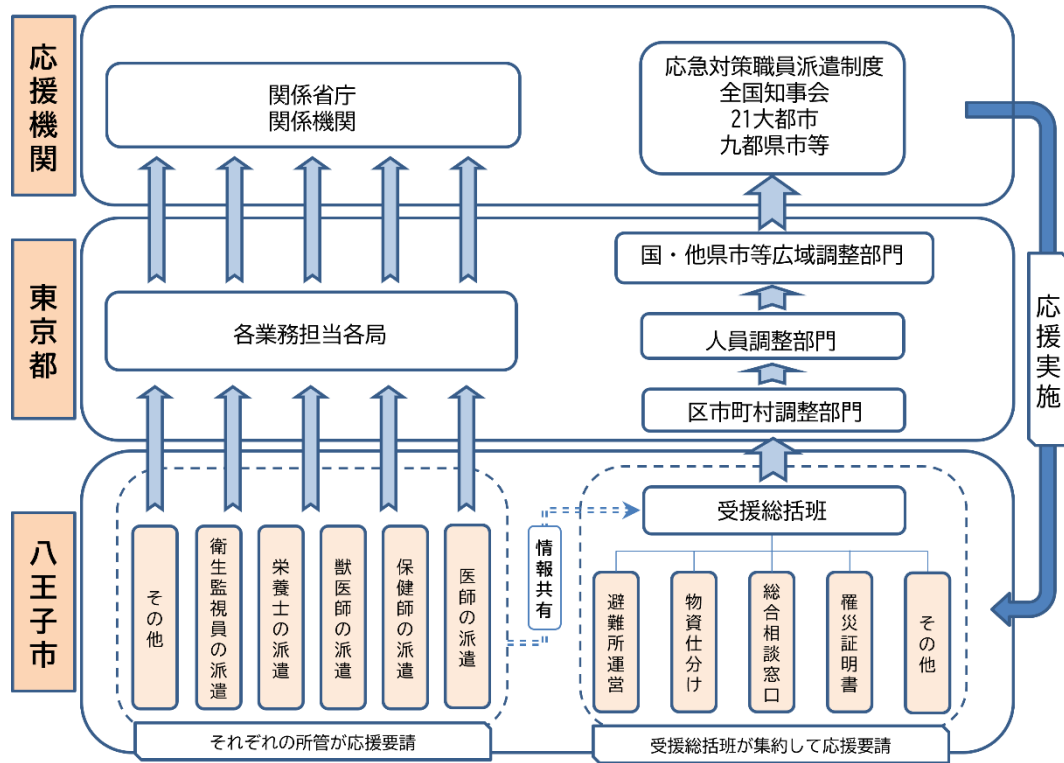 応援機関
関係省庁
関係機関
応急対策職員派遣制度
全国知事会
21大都市
九都県市等
東京都
各業務担当各局
国・他県市等広域調整部門
人員調整部門
区市町村調整部門
応援実施
八王子市
その他
衛生監視員の派遣
栄養士の派遣
獣医師の派遣
保健師の派遣
医師の派遣
それぞれの所管が応援要請
情報共有
受援総括班
避難所運営
物資仕分け
総合相談窓口
罹災証明書
その他
受援総括班が集約して応援要請